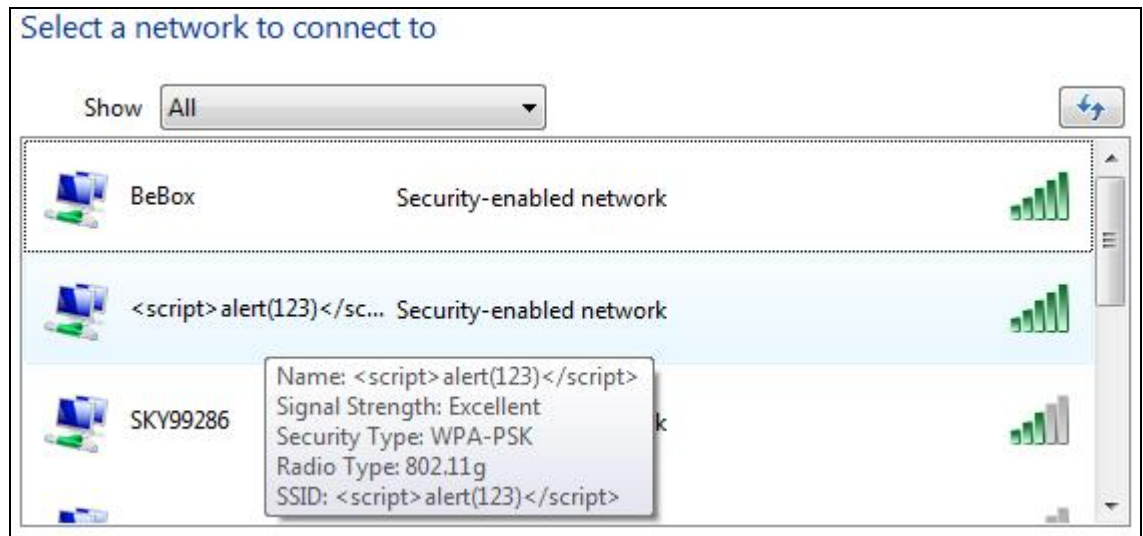 Select a network to connect to
Show All
BeBox Security-enabled network
<script>alert(123)</sc... Security-enabled network
Name: <script>alert(123)</script>
SKY99286 Signal Strength: Excellent k
Security Type: WPA-PSK
Radio Type: 802.11g
SSID: <script>alert(123)</script>